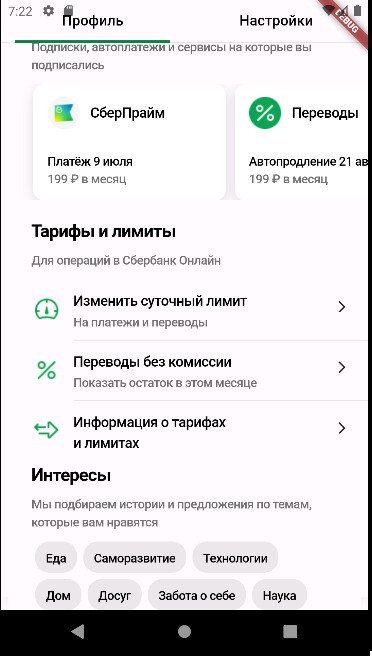 7:22
DEBUG
Профиль Настройки
Подписки, автоплатежи и сервисы на которые вы
подписались
СберПрайм Переводы
Платёж 9 июля Автопродление 21 ав
199 ₽ в месяц 199 ₽ в месяц
Тарифы и лимиты
Для операций в Сбербанк Онлайн
Изменить суточный лимит
На платежи и переводы
Переводы без комиссии
Показать остаток в этом месяце
Информация о тарифах
и лимитах
Интересы
Мы подбираем истории и предложения по темам,
которые вам нравятся
Еда Саморазвитие Технологии
Дом Досуг Забота о себе Наука